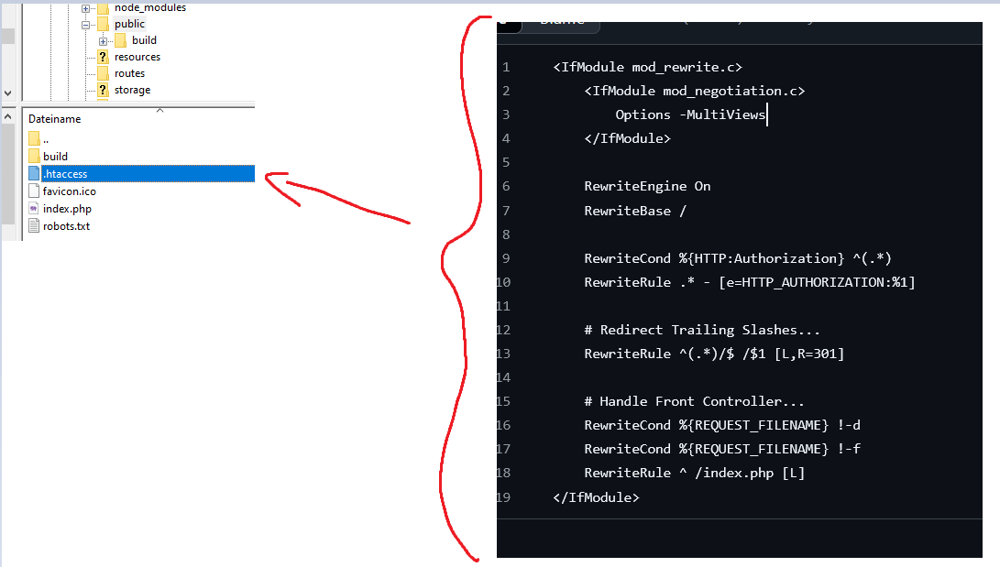 node_modules
public
build
resources
routes
storage
Dateiname
..
build
.htaccess
favicon.ico
index.php
robots.txt
1 <IfModule mod_rewrite.c>
2 <IfModule mod_negotiation.c>
3 Options -MultiViews
4 </IfModule>
5
6 RewriteEngine On
7 RewriteBase /
8
9 RewriteCond %{HTTP:Authorization} ^(.*)
10 RewriteRule .* - [e=HTTP_AUTHORIZATION:%1]
11
12 # Redirect Trailing Slashes...
13 RewriteRule ^(.*)/$ /$1 [L,R=301]
14
15 # Handle Front Controller...
16 RewriteCond %{REQUEST_FILENAME} !-d
17 RewriteCond %{REQUEST_FILENAME} !-f
18 RewriteRule ^ /index.php [L]
19 </IfModule>